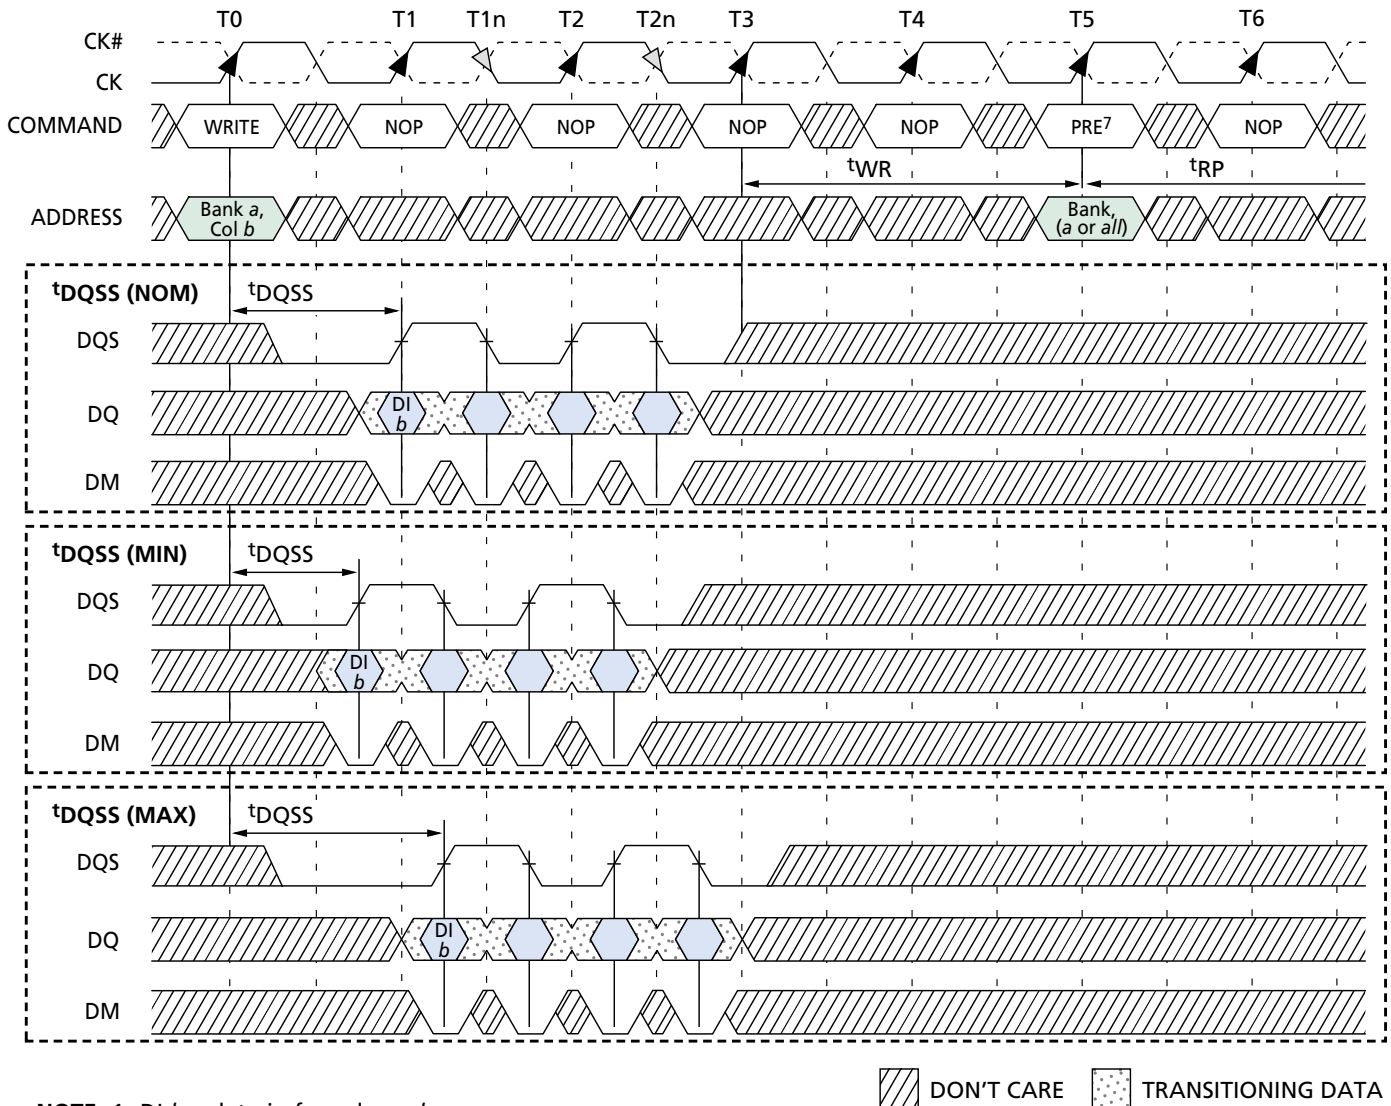 T0 T1 T1n T2 T2n T3 T4 T5 T6
CK#
CK
COMMAND WRITE NOP NOP NOP NOP PRE7 NOP
tWR tRP
ADDRESS Bank a, Col b Bank, (a or all)
tDQSS (NOM) tDQSS
DQS
DQ DI b
DM
tDQSS (MIN) tDQSS
DQS
DQ DI b
DM
tDQSS (MAX) tDQSS
DQS
DQ DI b
DM
DON'T CARE TRANSITIONING DATA